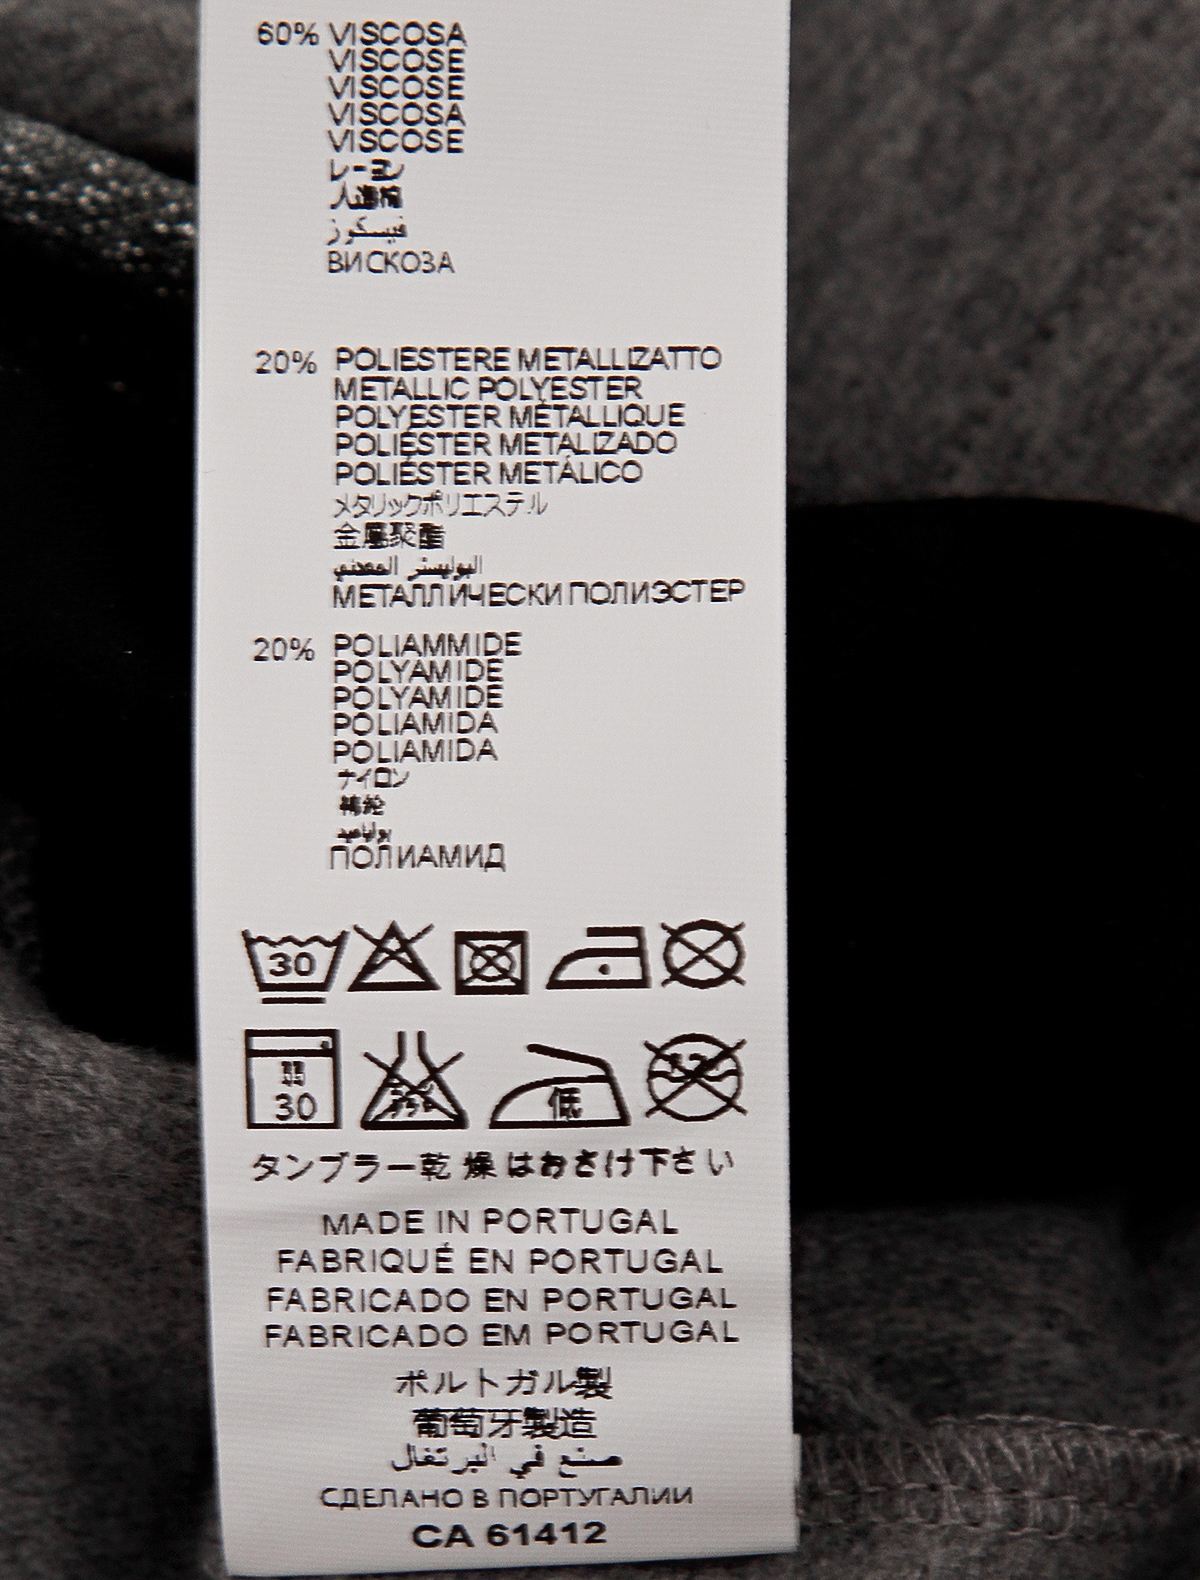 60% VISCOSA
VISCOSE
VISCOSE
VISCOSA
VISCOSE
レーヨン
人造棉
فيسكوز
ВИСКОЗА
20% POLIESTERE METALLIZATTO
METALLIC POLYESTER
POLYESTER MÉTALLIQUE
POLIÉSTER METALIZADO
POLIÉSTER METÁLICO
メタリックポリエステル
金屬聚酯
البوليستر المعدني
МЕТАЛЛИЧЕСКИ ПОЛИЭСТЕР
20% POLIAMMIDE
POLYAMIDE
POLYAMIDE
POLIAMIDA
POLIAMIDA
ナイロン
بولياميد
ПОЛИАМИД
30
弱
30
低
タンブラー乾燥はおさけ下さい
MADE IN PORTUGAL
FABRIQUÉ EN PORTUGAL
FABRICADO EN PORTUGAL
FABRICADO EM PORTUGAL
ポルトガル製
葡萄牙製造
صنع في البرتغال
СДЕЛАНО В ПОРТУГАЛИИ
CA 61412